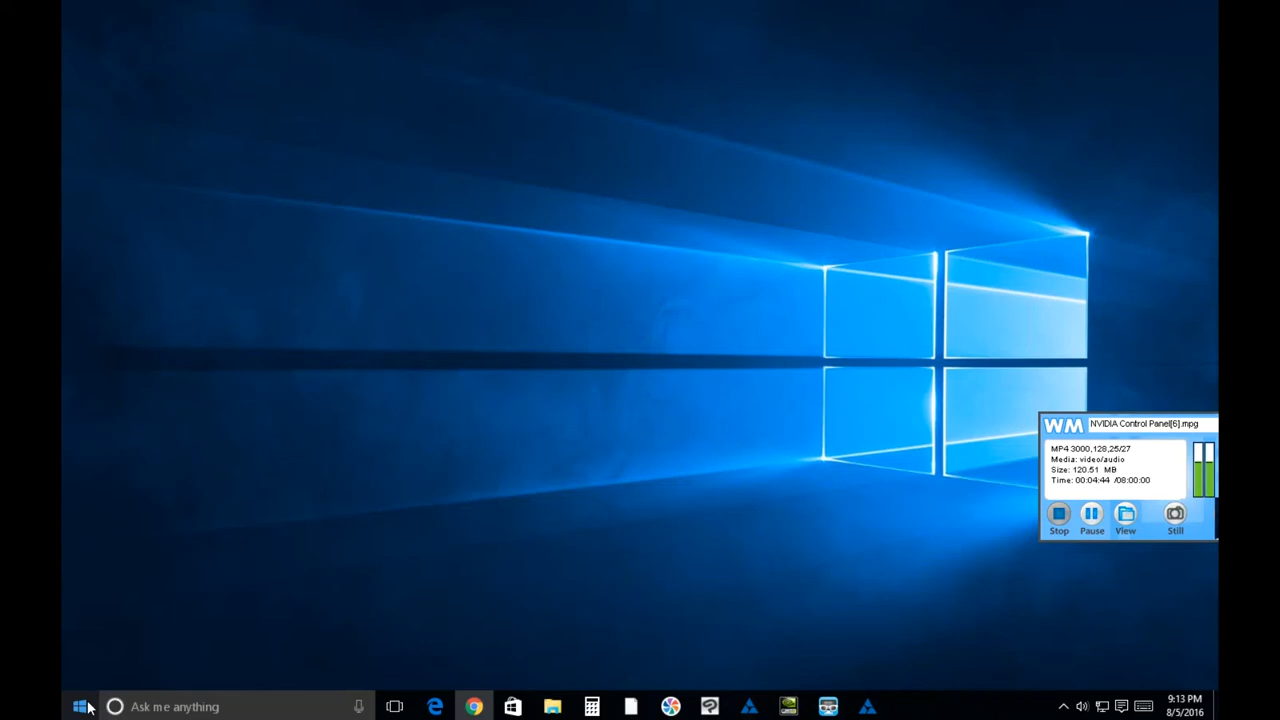 WM NVIDIA Control Panel[6].mpg
MP4 3000,128,25/27
Media: video/audio
Size: 120.51 MB
Time: 00:04:44 /08:00:00
Stop Pause View Still
Ask me anything
9:13 PM
8/5/2016